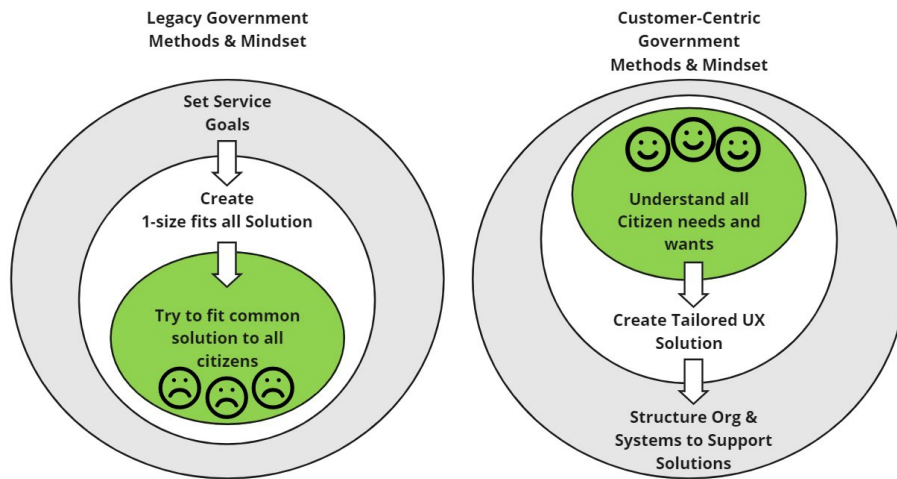 Legacy Government
Methods & Mindset
Set Service
Goals
Create
1-size fits all Solution
Try to fit common
solution to all
citizens
Customer-Centric
Government
Methods & Mindset
Understand all
Citizen needs and
wants
Create Tailored UX
Solution
Structure Org &
Systems to Support
Solutions